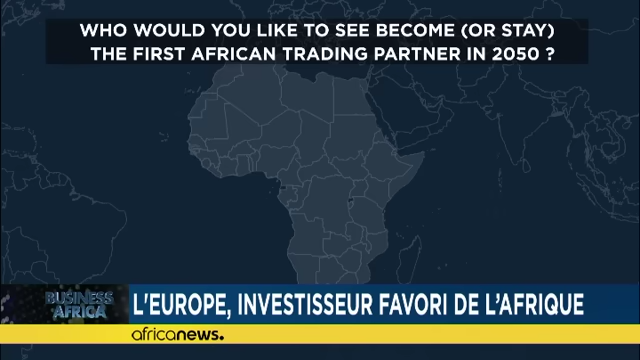 WHO WOULD YOU LIKE TO SEE BECOME (OR STAY)
THE FIRST AFRICAN TRADING PARTNER IN 2050 ?
BUSINESS
AFRICA
L'EUROPE, INVESTISSEUR FAVORI DE L’AFRIQUE
africanews.